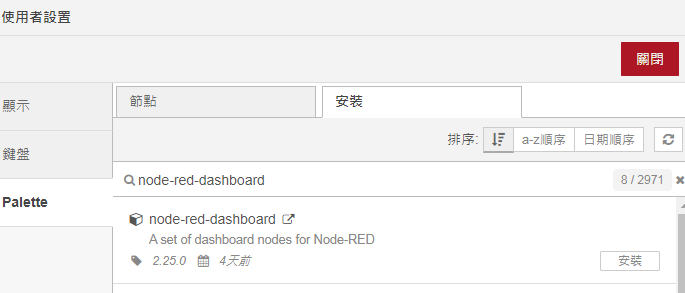 使用者設置
關閉
顯示
節點
安裝
鍵盤
排序:
a-z順序
日期順序
node-red-dashboard
8 / 2971
Palette
node-red-dashboard
A set of dashboard nodes for Node-RED
2.25.0
4天前
安裝